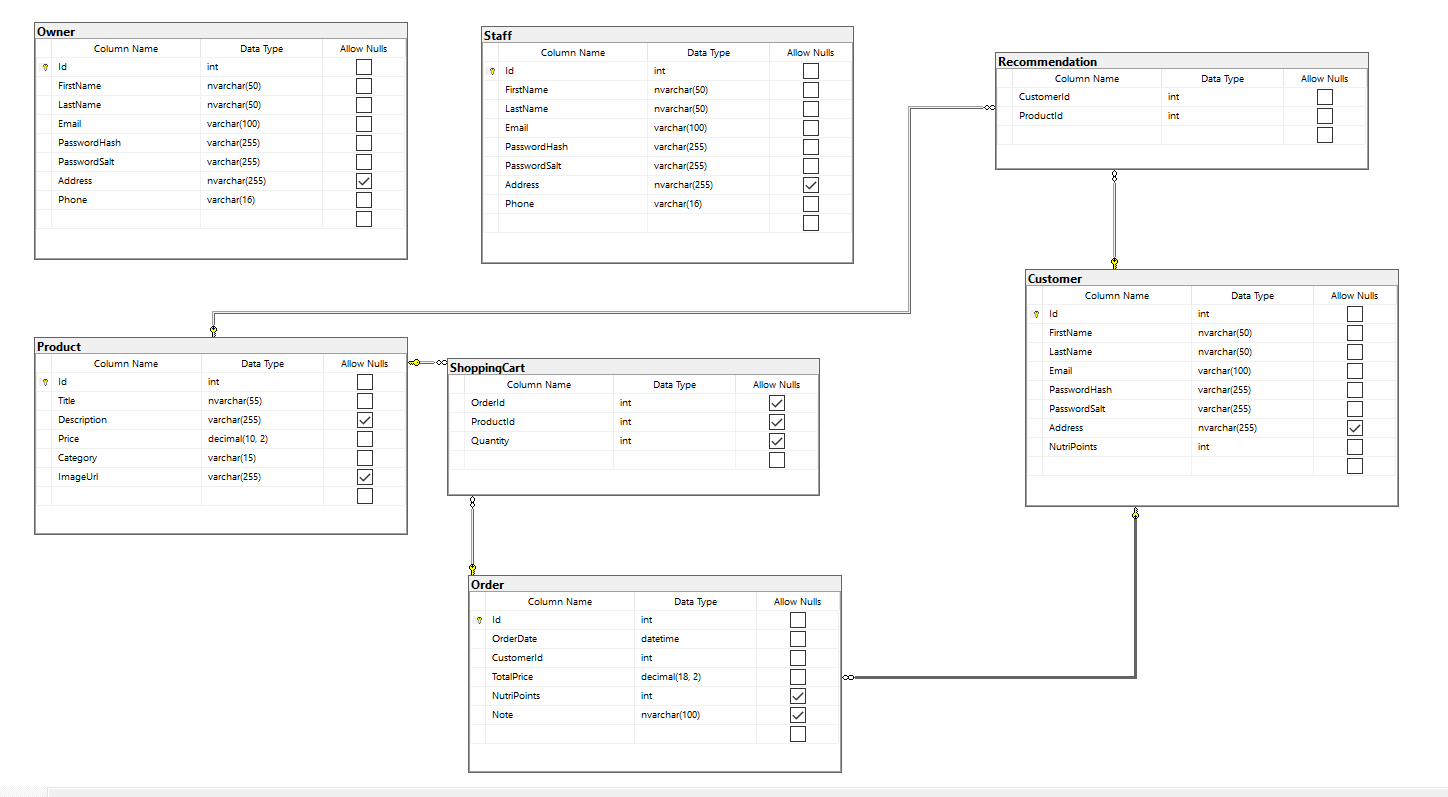 Owner
Column Name Data Type Allow Nulls
Id int
FirstName nvarchar(50)
LastName nvarchar(50)
Email varchar(100)
PasswordHash varchar(255)
PasswordSalt varchar(255)
Address nvarchar(255)
Phone varchar(16)
Staff
Column Name Data Type Allow Nulls
Id int
FirstName nvarchar(50)
LastName nvarchar(50)
Email varchar(100)
PasswordHash varchar(255)
PasswordSalt varchar(255)
Address nvarchar(255)
Phone varchar(16)
Recommendation
Column Name Data Type Allow Nulls
CustomerId int
ProductId int
Customer
Column Name Data Type Allow Nulls
Id int
FirstName nvarchar(50)
LastName nvarchar(50)
Email varchar(100)
PasswordHash varchar(255)
PasswordSalt varchar(255)
Address nvarchar(255)
NutriPoints int
Product
Column Name Data Type Allow Nulls
Id int
Title nvarchar(55)
Description varchar(255)
Price decimal(10, 2)
Category varchar(15)
ImageUrl varchar(255)
ShoppingCart
Column Name Data Type Allow Nulls
OrderId int
ProductId int
Quantity int
Order
Column Name Data Type Allow Nulls
Id int
OrderDate datetime
CustomerId int
TotalPrice decimal(18, 2)
NutriPoints int
Note nvarchar(100)